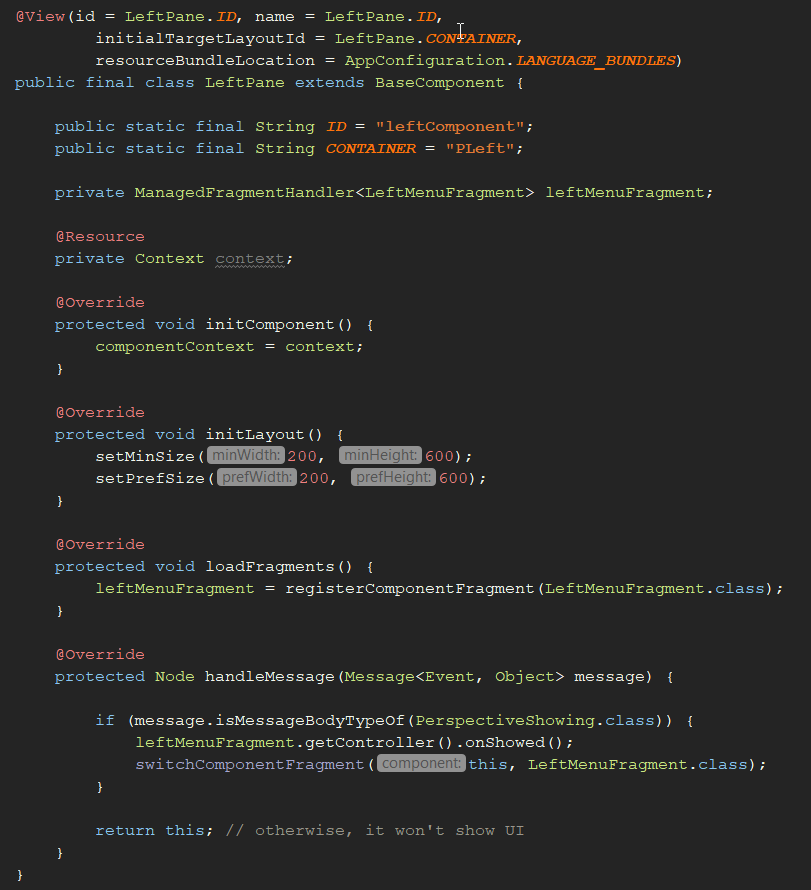 @View(id = LeftPane.ID, name = LeftPane.ID,
        initialTargetLayoutId = LeftPane.CONTAINER,
        resourceBundleLocation = AppConfiguration.LANGUAGE_BUNDLES)
public final class LeftPane extends BaseComponent {
    public static final String ID = "leftComponent";
    public static final String CONTAINER = "PLeft";
    private ManagedFragmentHandler<LeftMenuFragment> leftMenuFragment;
    @Resource
    private Context context;
    @Override
    protected void initComponent() {
        componentContext = context;
    }
    @Override
    protected void initLayout() {
        setMinSize( minWidth: 200, minHeight: 600);
        setPrefSize( prefWidth: 200, prefHeight: 600);
    }
    @Override
    protected void loadFragments() {
        leftMenuFragment = registerComponentFragment(LeftMenuFragment.class);
    }
    @Override
    protected Node handleMessage(Message<Event, Object> message) {
        if (message.isMessageBodyTypeOf(PerspectiveShowing.class)) {
            leftMenuFragment.getController().onShowed();
            switchComponentFragment( component: this, LeftMenuFragment.class);
        }
        return this; // otherwise, it won't show UI
    }
}